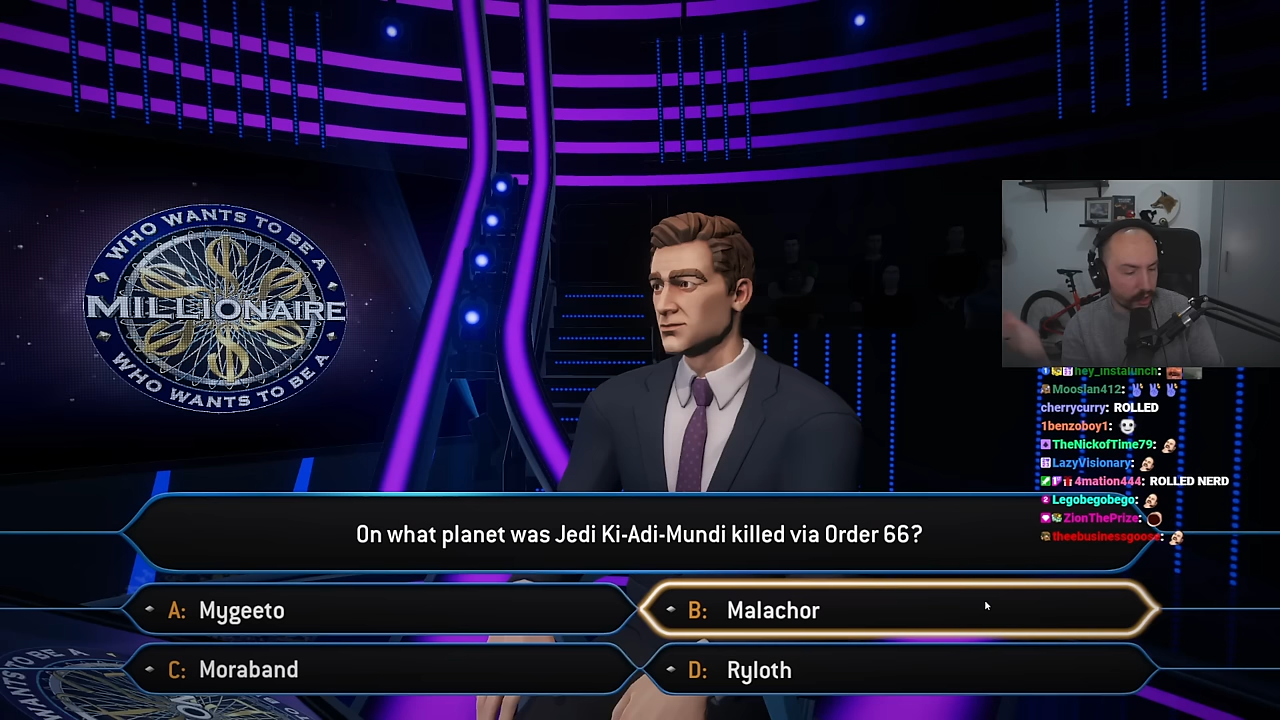 WHO WANTS TO BE A
MILLIONAIRE
WHO WANTS TO BE A
hey_instalunch:
Mooslan412:
cherrycurry: ROLLED
1benzoboy1:
TheNickofTime79:
LazyVisionary:
4mation444: ROLLED NERD
Legobegobego:
ZionThePrize:
theebusinessgoose:
On what planet was Jedi Ki-Adi-Mundi killed via Order 66?
A: Mygeeto
B: Malachor
C: Moraband
D: Ryloth
TO BE A